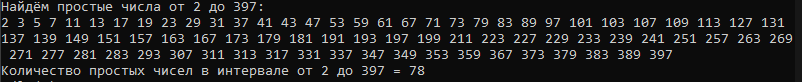 Найдём простые числа от 2 до 397:
2 3 5 7 11 13 17 19 23 29 31 37 41 43 47 53 59 61 67 71 73 79 83 89 97 101 103 107 109 113 127 131
137 139 149 151 157 163 167 173 179 181 191 193 197 199 211 223 227 229 233 239 241 251 257 263 269
271 277 281 283 293 307 311 313 317 331 337 347 349 353 359 367 373 379 383 389 397
Количество простых чисел в интервале от 2 до 397 = 78